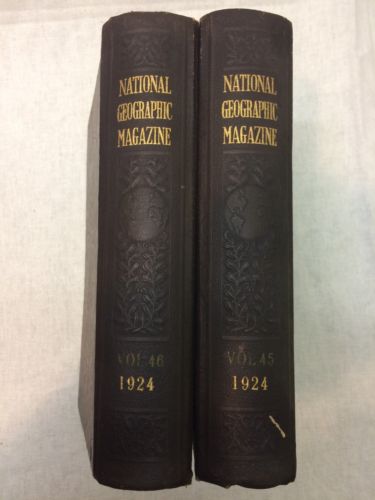 NATIONAL
GEOGRAPHIC
MAGAZINE
VOL 46
1924
NATIONAL
GEOGRAPHIC
MAGAZINE
VOL 45
1924